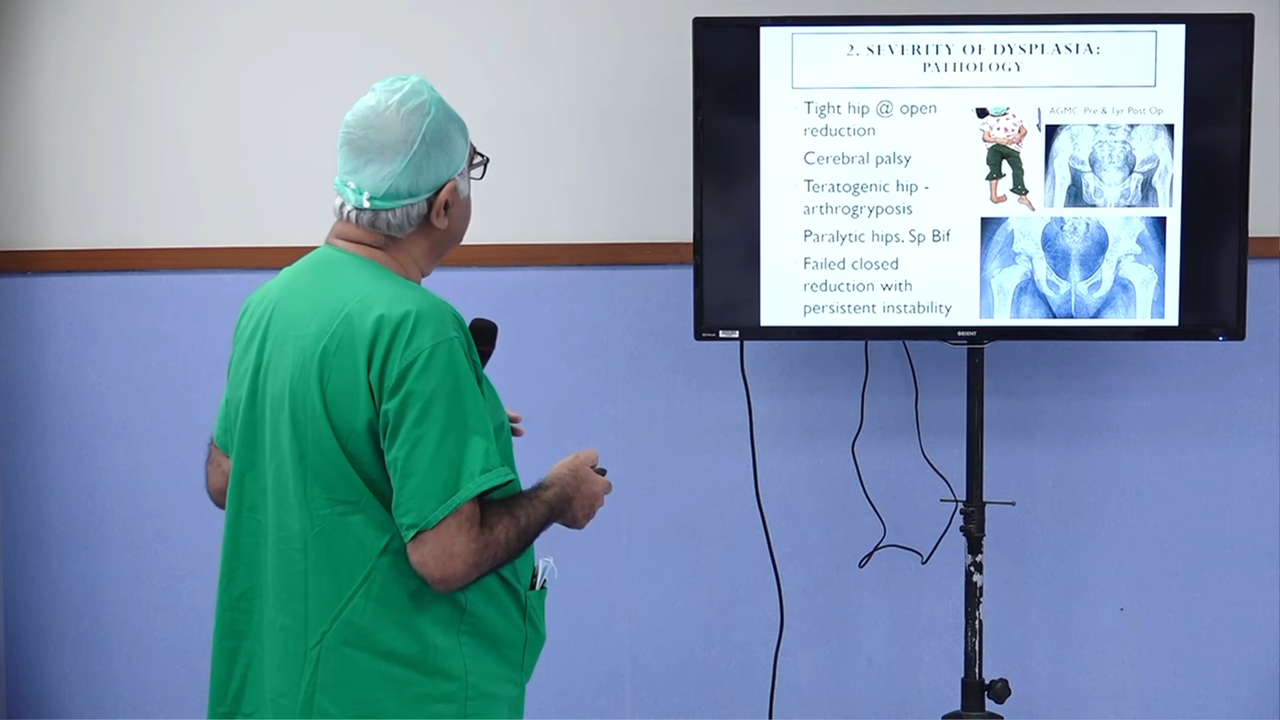 2. SEVERITY OF DYSPLASIA:
PATHOLOGY
Tight hip @ open
reduction
Cerebral palsy
Teratogenic hip -
arthrogryposis
Paralytic hips. Sp Bif
Failed closed
reduction with
persistent instability
AGMC Pre & 1yr Post Op
ORIENT